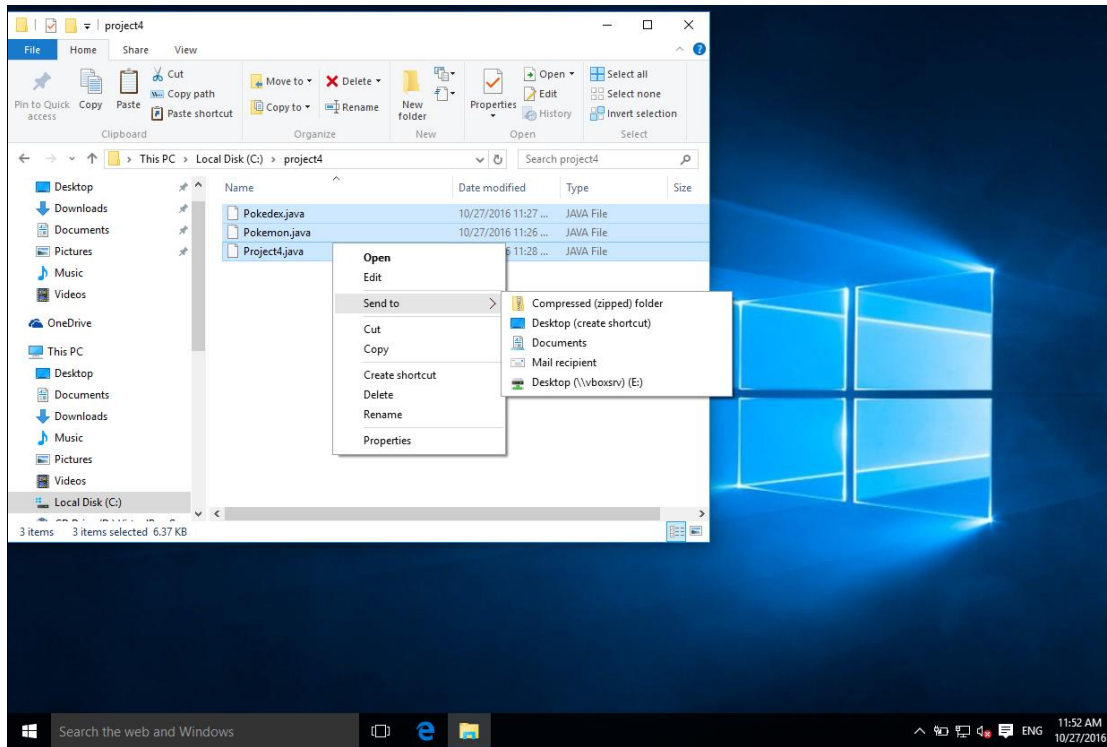 project4
File Home Share View
Pin to Quick access
Copy
Paste
Cut
Copy path
Paste shortcut
Clipboard
Move to
Copy to
Delete
Rename
Organize
New folder
New
Properties
Open
Edit
History
Open
Select all
Select none
Invert selection
Select
This PC > Local Disk (C:) > project4
Search project4
Name Date modified Type Size
Pokedex.java 10/27/2016 11:27 ... JAVA File
Pokemon.java 10/27/2016 11:26 ... JAVA File
Project4.java 6 11:28 ... JAVA File
Desktop
Downloads
Documents
Pictures
Music
Videos
OneDrive
This PC
Desktop
Documents
Downloads
Music
Pictures
Videos
Local Disk (C:)
Open
Edit
Send to
Cut
Copy
Create shortcut
Delete
Rename
Properties
Compressed (zipped) folder
Desktop (create shortcut)
Documents
Mail recipient
Desktop (\\vboxsrv) (E:)
3 items 3 items selected 6.37 KB
Search the web and Windows
ENG
11:52 AM
10/27/2016